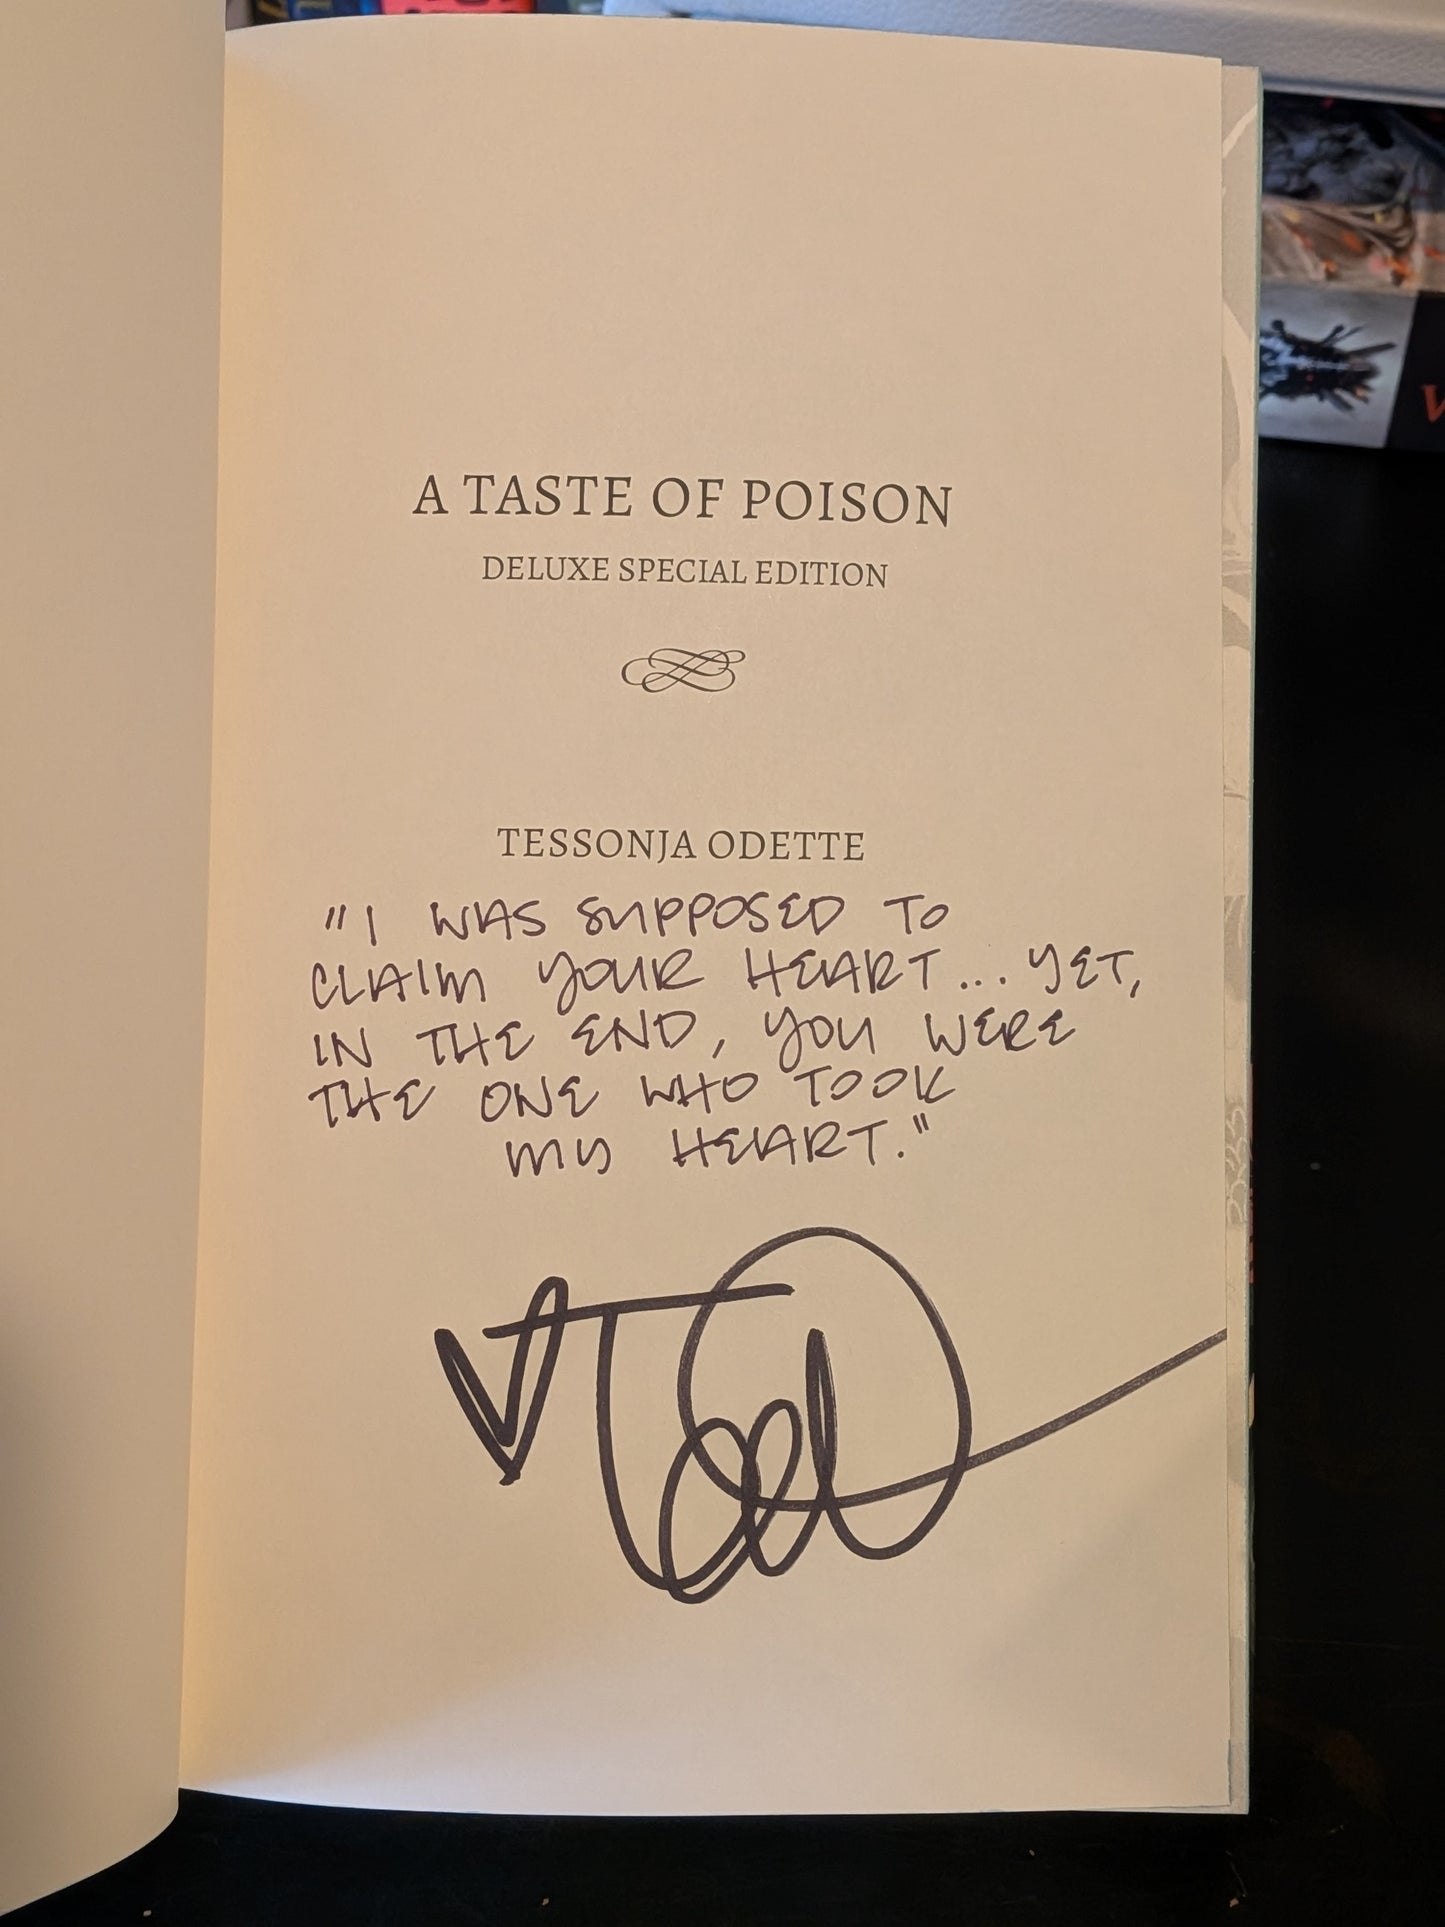 A TASTE OF POISON
DELUXE SPECIAL EDITION
TESSONJA ODETTE
"I WAS SUPPOSED TO
CLAIM YOUR HEART... YET,
IN THE END, YOU WERE
THE ONE WHO TOOK
MY HEART."